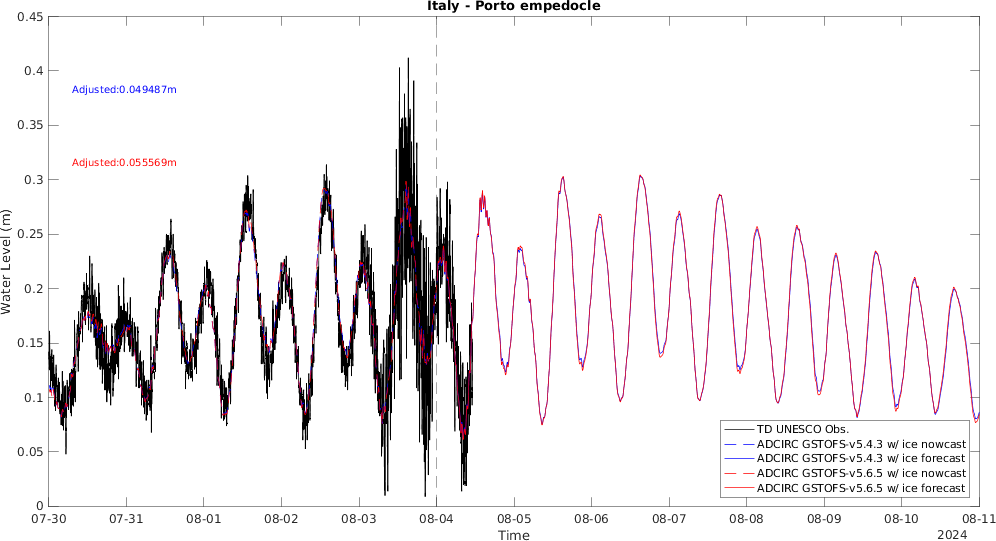 Italy - Porto empedocle
Water Level (m)
0.45
0.4
0.35
0.3
0.25
0.2
0.15
0.1
0.05
0
Adjusted:0.049487m
Adjusted:0.055569m
TD UNESCO Obs.
ADCIRC GSTOFS-v5.4.3 w/ ice nowcast
ADCIRC GSTOFS-v5.4.3 w/ ice forecast
ADCIRC GSTOFS-v5.6.5 w/ ice nowcast
ADCIRC GSTOFS-v5.6.5 w/ ice forecast
07-30 07-31 08-01 08-02 08-03 08-04 08-05 08-06 08-07 08-08 08-09 08-10 08-11
Time
2024